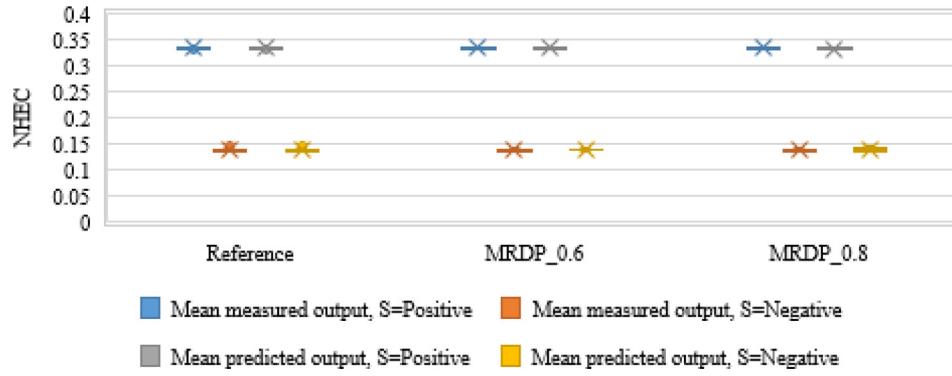 0.4
0.35
0.3
0.25
0.2
0.15
0.1
0.05
0
NHEC
Reference MRDP_0.6 MRDP_0.8
Mean measured output, S=Positive Mean measured output, S=Negative
Mean predicted output, S=Positive Mean predicted output, S=Negative